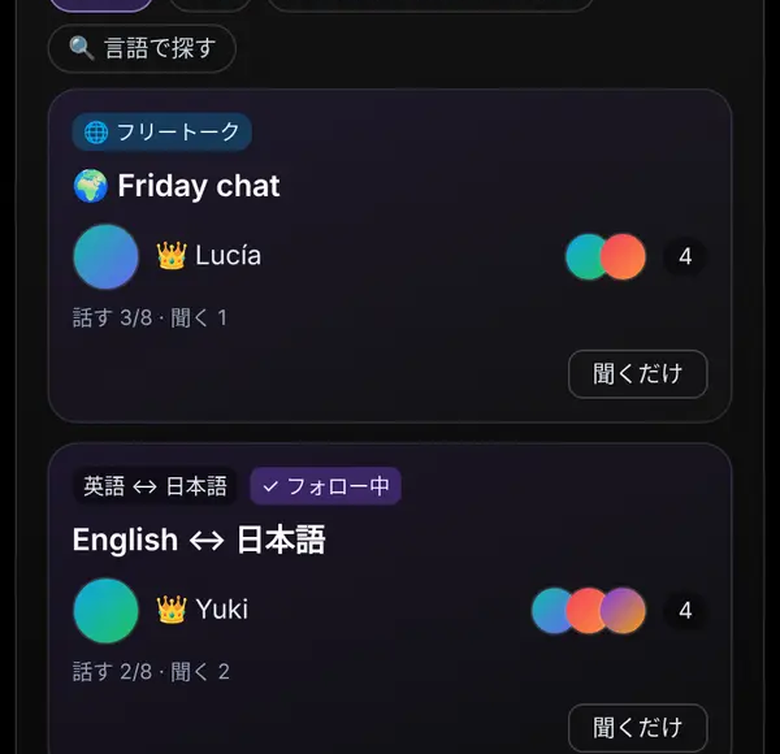 🔍 言語で探す
🌐 フリートーク
🌍 Friday chat
👑 Lucía
4
話す 3/8 · 聞く 1
聞くだけ
英語 ↔ 日本語 ✓ フォロー中
English ↔ 日本語
👑 Yuki
4
話す 2/8 · 聞く 2
聞くだけ